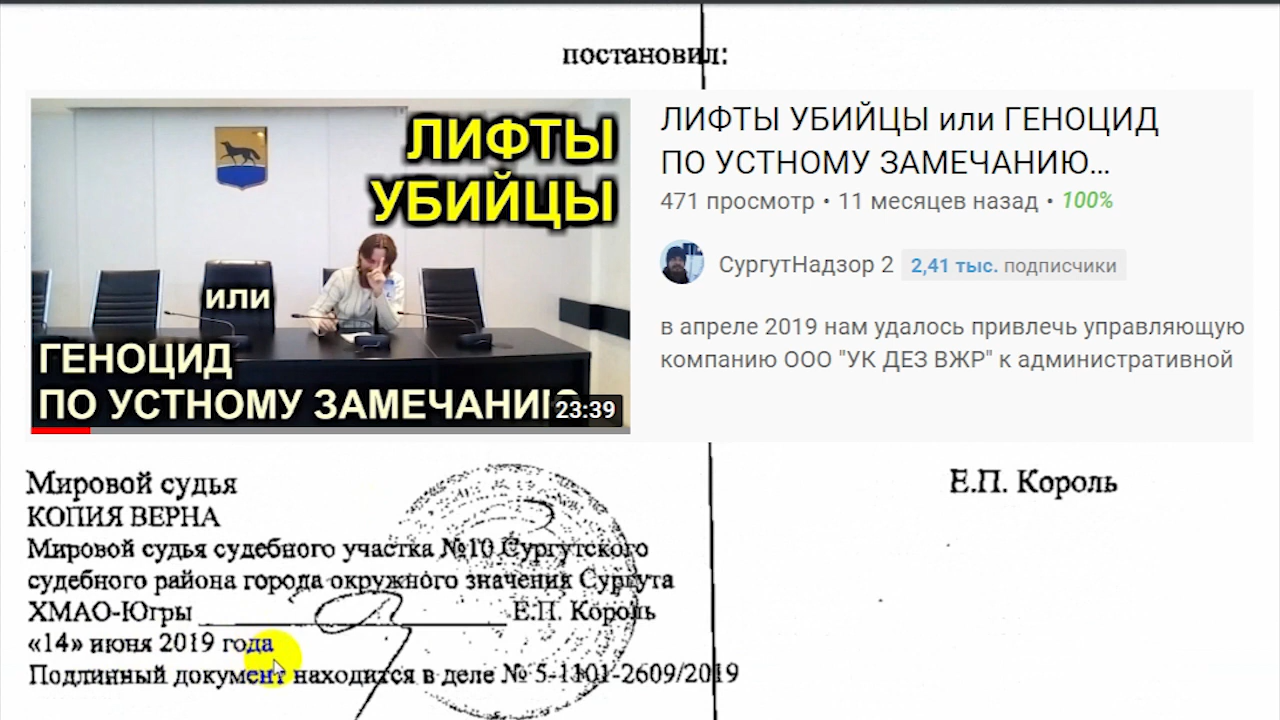 постановил:
ЛИФТЫ
УБИЙЦЫ
или
ГЕНОЦИД
ПО УСТНОМУ ЗАМЕЧАНИЮ
23:39
ЛИФТЫ УБИЙЦЫ или ГЕНОЦИД
ПО УСТНОМУ ЗАМЕЧАНИЮ...
471 просмотр • 11 месяцев назад • 100%
СургутНадзор 2 2,41 тыс. подписчики
в апреле 2019 нам удалось привлечь управляющую
компанию ООО "УК ДЕЗ ВЖР" к административной
Мировой судья Е.П. Король
КОПИЯ ВЕРНА
Мировой судья судебного участка №10 Сургутского
судебного района города окружного значения Сургута
ХМАО-Югры Е.П. Король
«14» июня 2019 года
Подлинный документ находится в деле № 5-1101-2609/2019